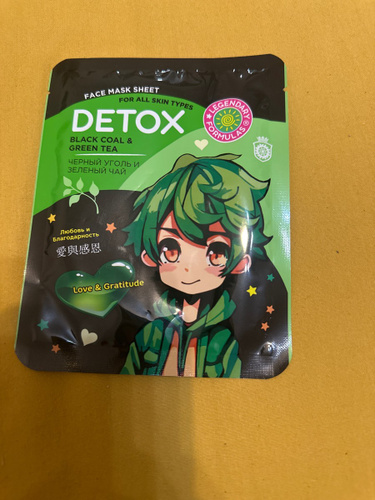 FACE MASK SHEET
FOR ALL SKIN TYPES
DETOX
BLACK COAL &
GREEN TEA
ЧЕРНЫЙ УГОЛЬ И
ЗЕЛЕНЫЙ ЧАЙ
LEGENDARY
FORMULAS
Любовь и
Благодарность
愛與感恩
Love & Gratitude